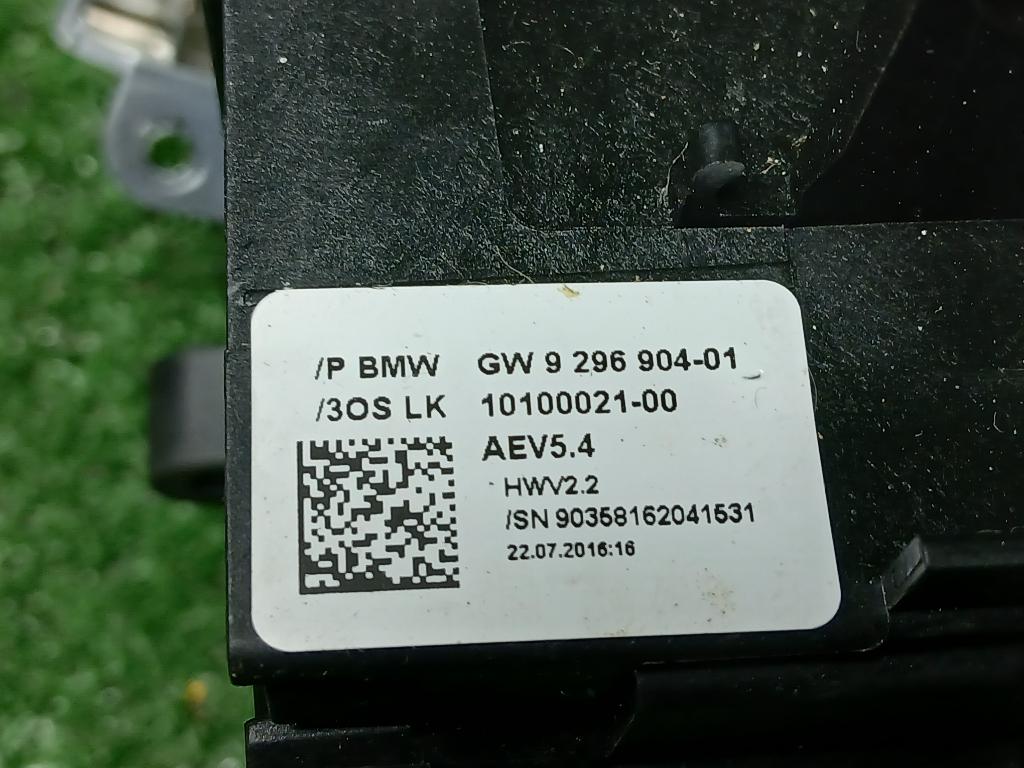 /P BMW GW 9 296 904-01
/3OS LK 10100021-00
AEV5.4
HWV2.2
/SN 90358162041531
22.07.2016:16